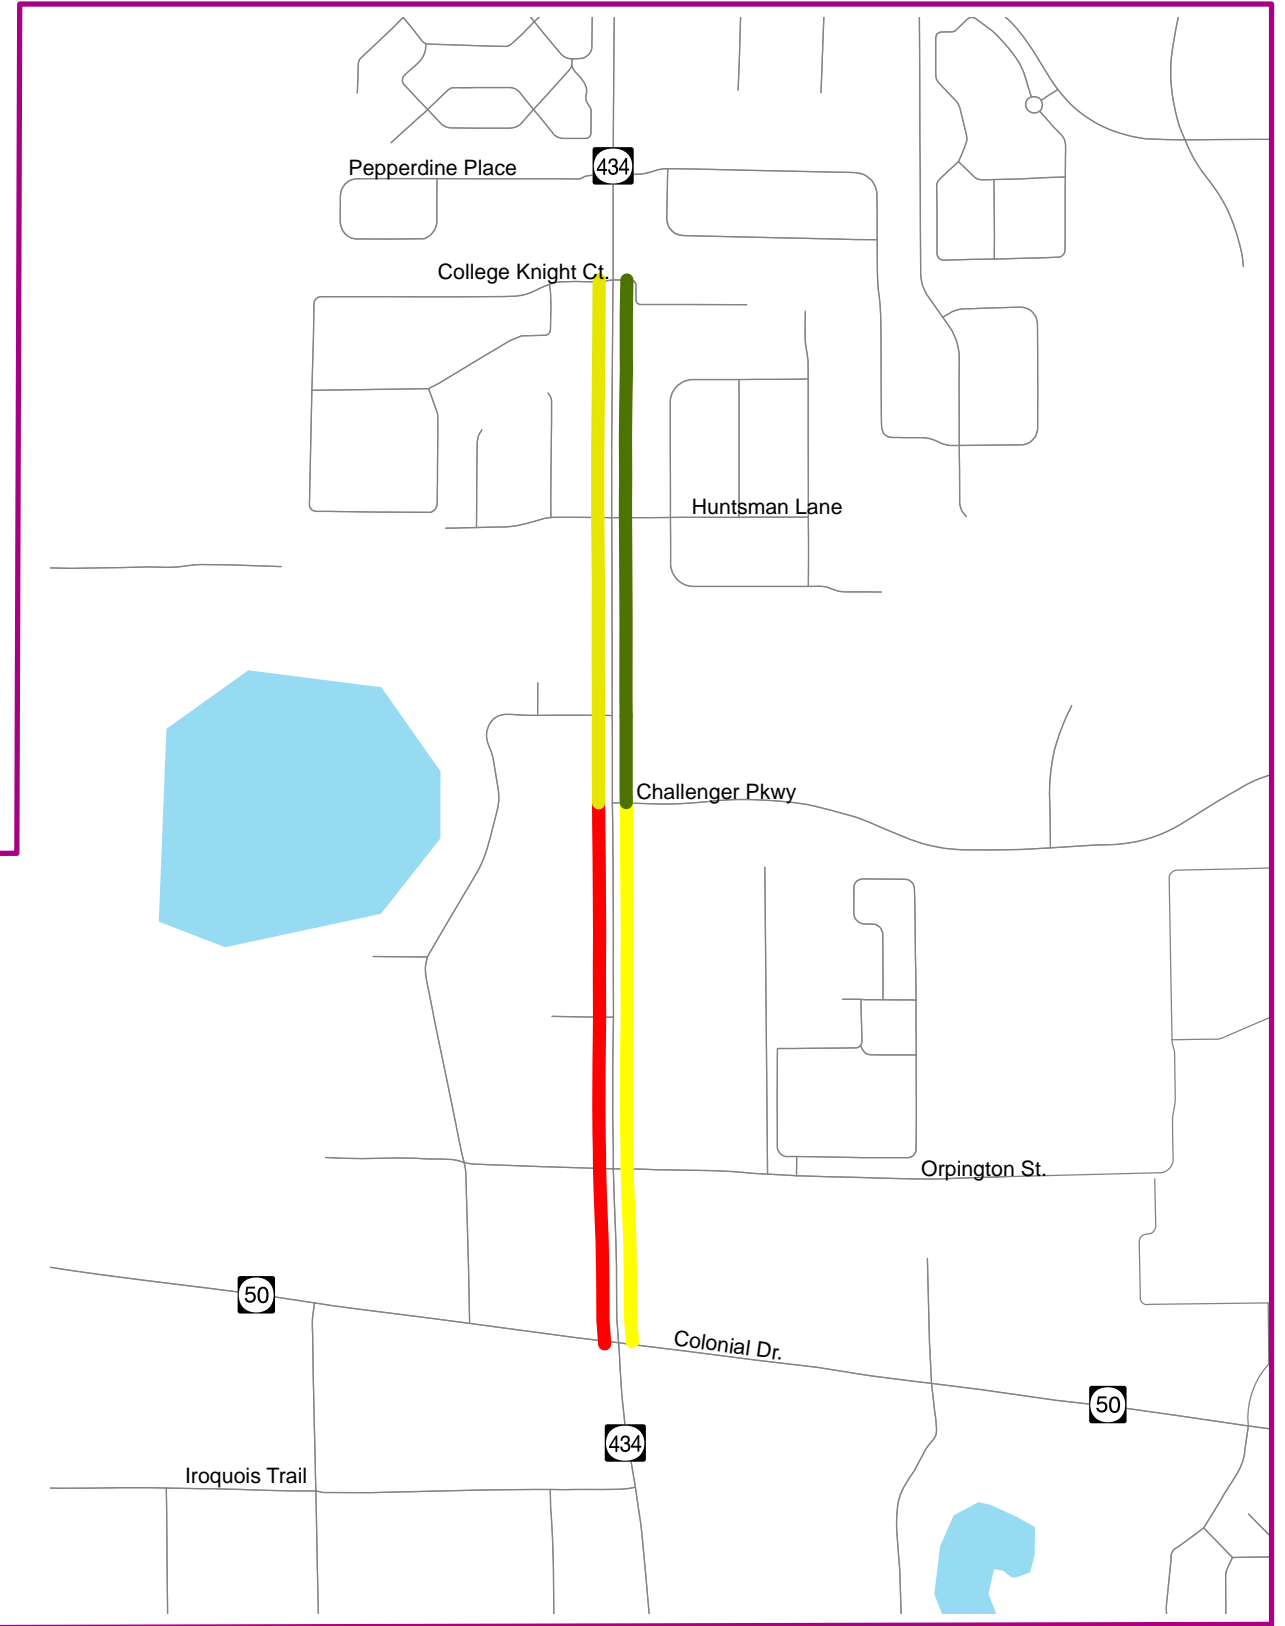 Pepperdine Place
434
College Knight Ct.
Huntsman Lane
Challenger Pkwy
Orpington St.
50
Colonial Dr.
50
434
Iroquois Trail